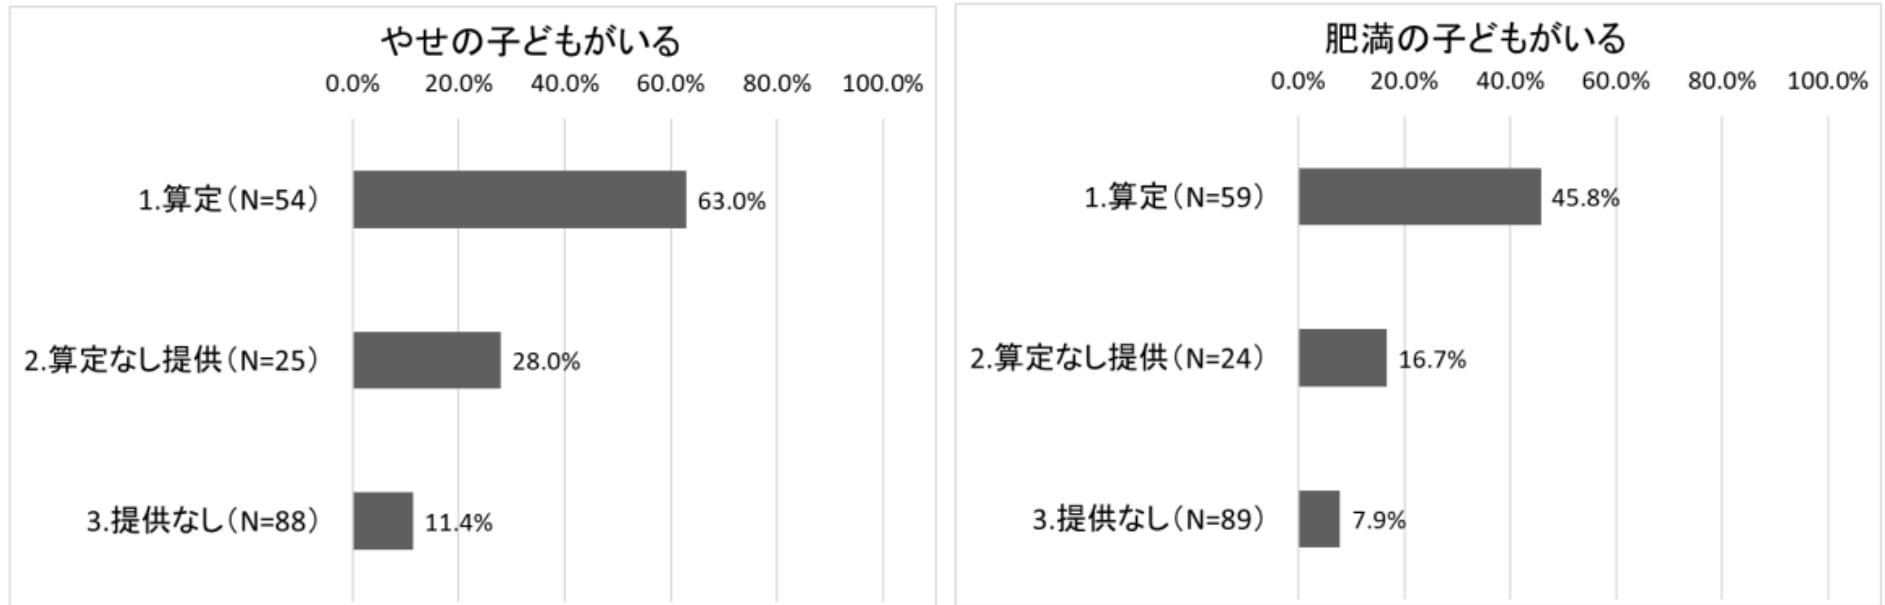 やせの子どもがいる
0.0% 20.0% 40.0% 60.0% 80.0% 100.0%
1.算定（N=54） 63.0%
2.算定なし提供（N=25） 28.0%
3.提供なし（N=88） 11.4%
肥満の子どもがいる
0.0% 20.0% 40.0% 60.0% 80.0% 100.0%
1.算定（N=59） 45.8%
2.算定なし提供（N=24） 16.7%
3.提供なし（N=89） 7.9%